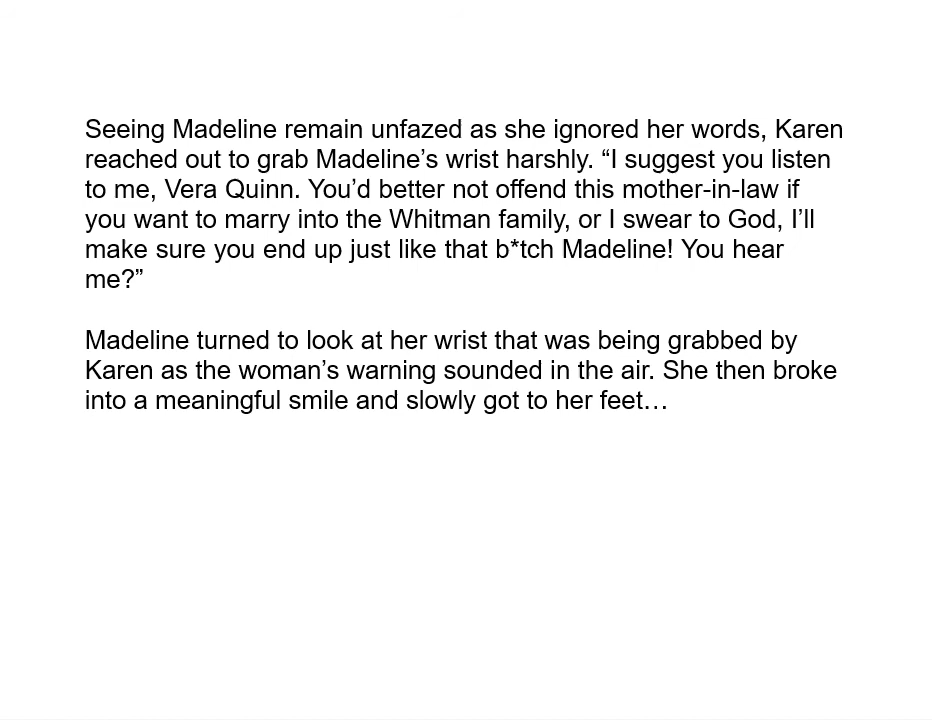 Seeing Madeline remain unfazed as she ignored her words, Karen
reached out to grab Madeline’s wrist harshly. “I suggest you listen
to me, Vera Quinn. You’d better not offend this mother-in-law if
you want to marry into the Whitman family, or I swear to God, I’ll
make sure you end up just like that b*tch Madeline! You hear
me?”
Madeline turned to look at her wrist that was being grabbed by
Karen as the woman’s warning sounded in the air. She then broke
into a meaningful smile and slowly got to her feet…